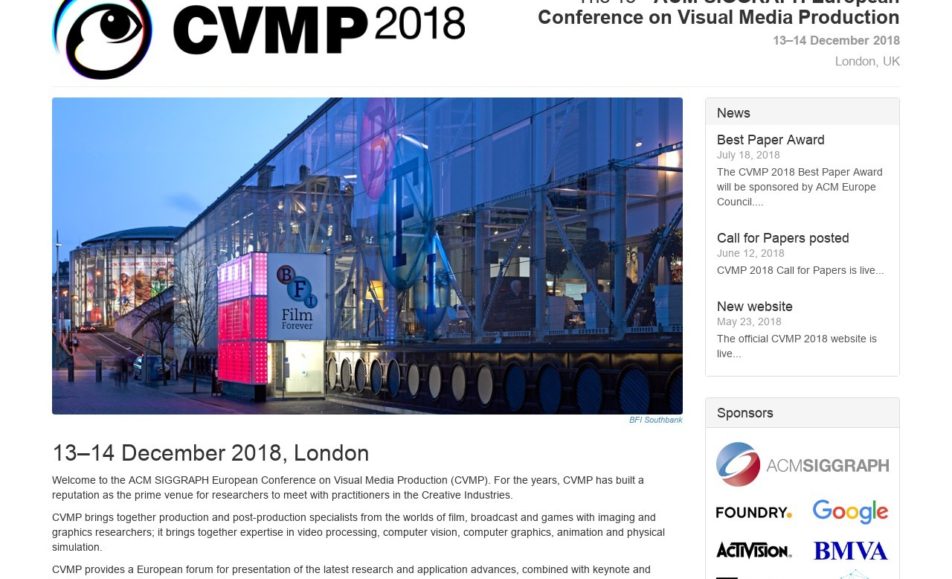 CVMP 2018
ACM SIGGRAPH European
Conference on Visual Media Production
13–14 December 2018
London, UK
BFI
Film
Forever
BFI
BFI Southbank
13–14 December 2018, London
Welcome to the ACM SIGGRAPH European Conference on Visual Media Production (CVMP). For the years, CVMP has built a
reputation as the prime venue for researchers to meet with practitioners in the Creative Industries.
CVMP brings together production and post-production specialists from the worlds of film, broadcast and games with imaging and
graphics researchers; it brings together expertise in video processing, computer vision, computer graphics, animation and physical
simulation.
CVMP provides a European forum for presentation of the latest research and application advances, combined with keynote and
News
Best Paper Award
July 18, 2018
The CVMP 2018 Best Paper Award
will be sponsored by ACM Europe
Council....
Call for Papers posted
June 12, 2018
CVMP 2018 Call for Papers is live...
New website
May 23, 2018
The official CVMP 2018 website is
live...
Sponsors
ACMSIGGRAPH
FOUNDRY.
Google
ACTIVISION
BMVA